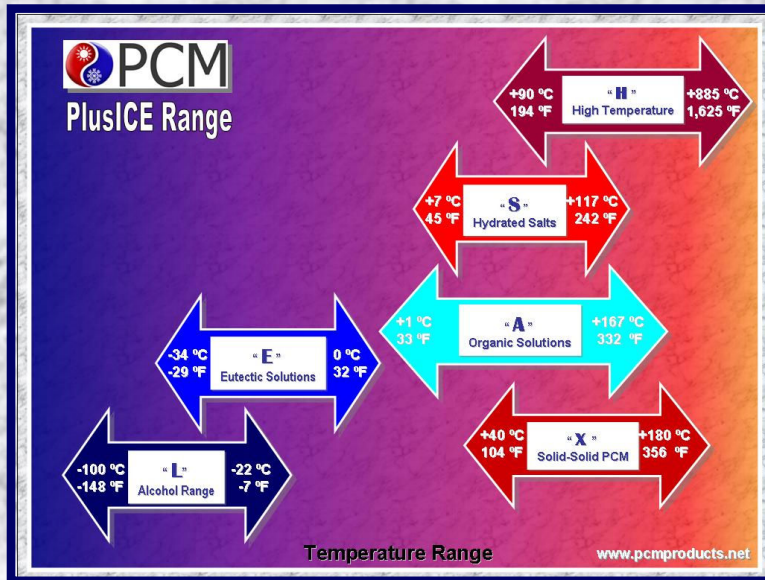 PCM
PlusICE Range
+90 ºC
194 ºF
"H"
High Temperature
+885 ºC
1,625 ºF
+7 ºC
45 ºF
"S"
Hydrated Salts
+117 ºC
242 ºF
+1 ºC
33 ºF
"A"
Organic Solutions
+167 ºC
332 ºF
-34 ºC
-29 ºF
"E"
Eutectic Solutions
0 ºC
32 ºF
+40 ºC
104 ºF
"X"
Solid-Solid PCM
+180 ºC
356 ºF
-100 ºC
-148 ºF
"L"
Alcohol Range
-22 ºC
-7 ºF
Temperature Range
www.pcmproducts.net